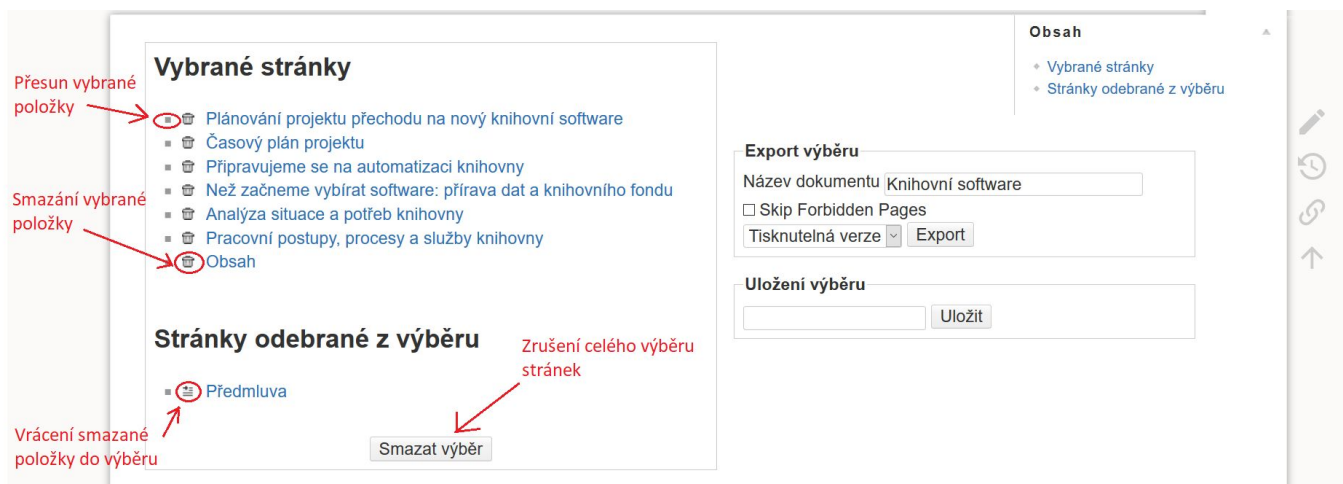 Obsah
Vybrané stránky
Stránky odebrané z výběru
Vybrané stránky
Přesun vybrané
položky
Plánování projektu přechodu na nový knihovní software
Časový plán projektu
Připravujeme se na automatizaci knihovny
Než začneme vybírat software: přírava dat a knihovního fondu
Analýza situace a potřeb knihovny
Pracovní postupy, procesy a služby knihovny
Obsah
Smazání vybrané
položky
Stránky odebrané z výběru
Předmluva
Zrušení celého výběru
stránek
Vrácení smazané
položky do výběru
Smazat výběr
Export výběru
Název dokumentu Knihovní software
Skip Forbidden Pages
Tisknutelná verze Export
Uložení výběru
Uložit